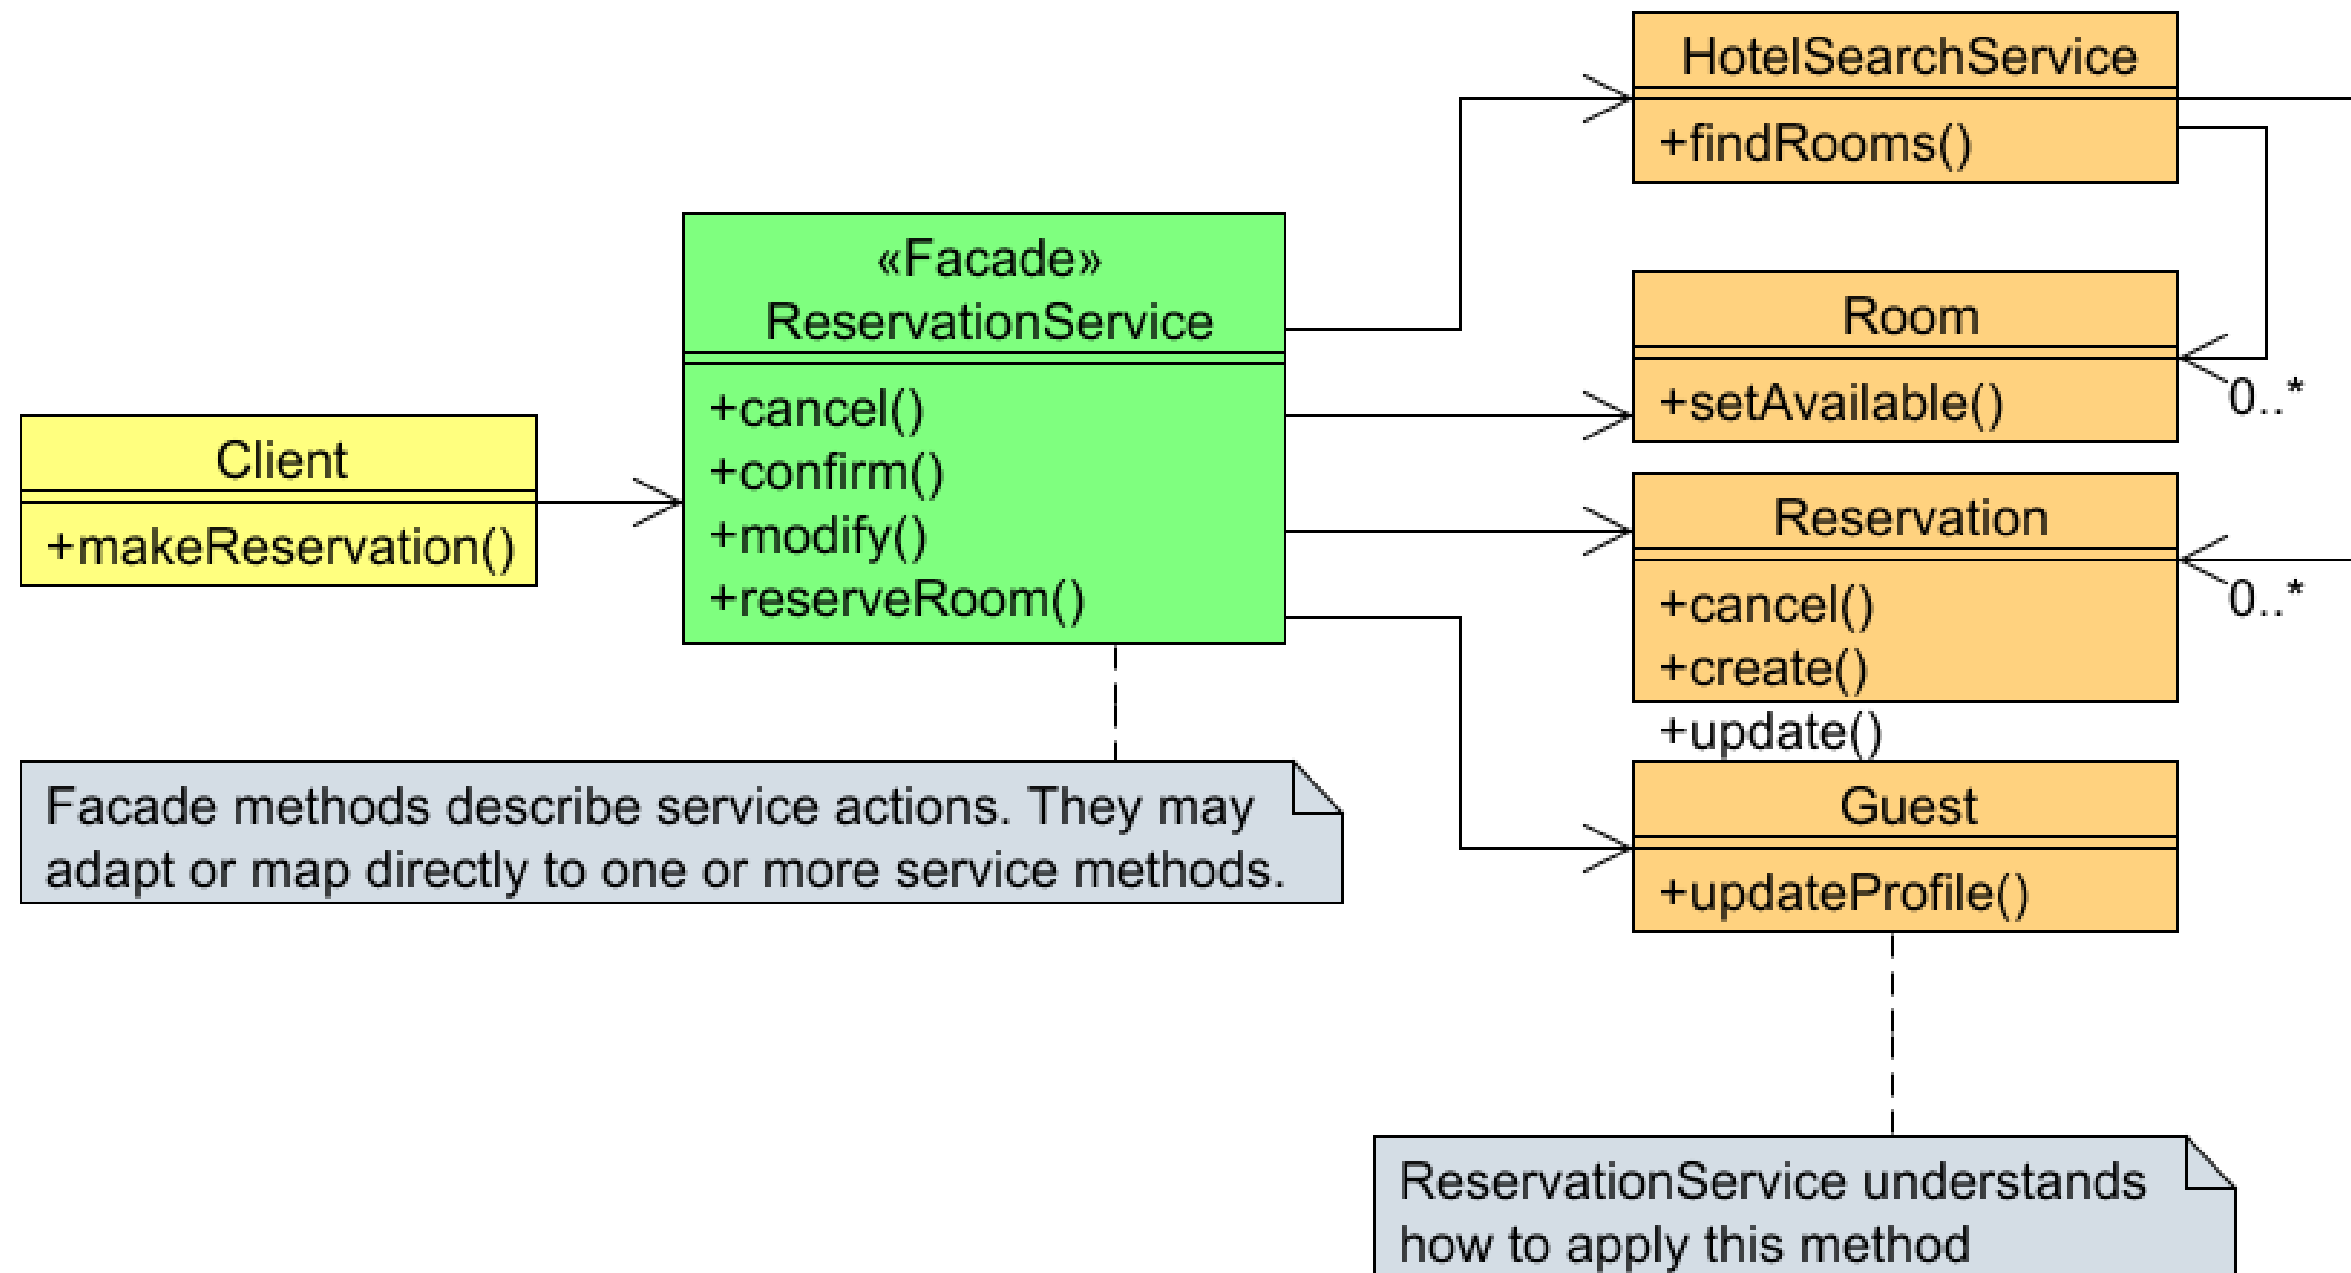 HotelSearchService
+findRooms()
«Facade»
ReservationService
+cancel()
+confirm()
+modify()
+reserveRoom()
Room
+setAvailable()
0..*
Client
+makeReservation()
Reservation
+cancel()
+create()
+update()
0..*
Facade methods describe service actions. They may
adapt or map directly to one or more service methods.
Guest
+updateProfile()
ReservationService understands
how to apply this method